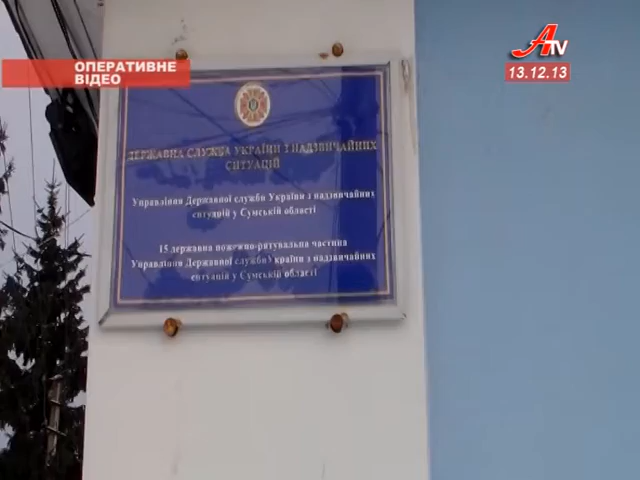 ОПЕРАТИВНЕ
ВІДЕО
АTV
13.12.13
ДЕРЖАВНА СЛУЖБА УКРАЇНИ З НАДЗВИЧАЙНИХ
СИТУАЦІЙ
Управління Державної служби України з надзвичайних
ситуацій у Сумській області
15 державна пожежно-рятувальна частина
Управління Державної служби України з надзвичайних
ситуацій у Сумській області